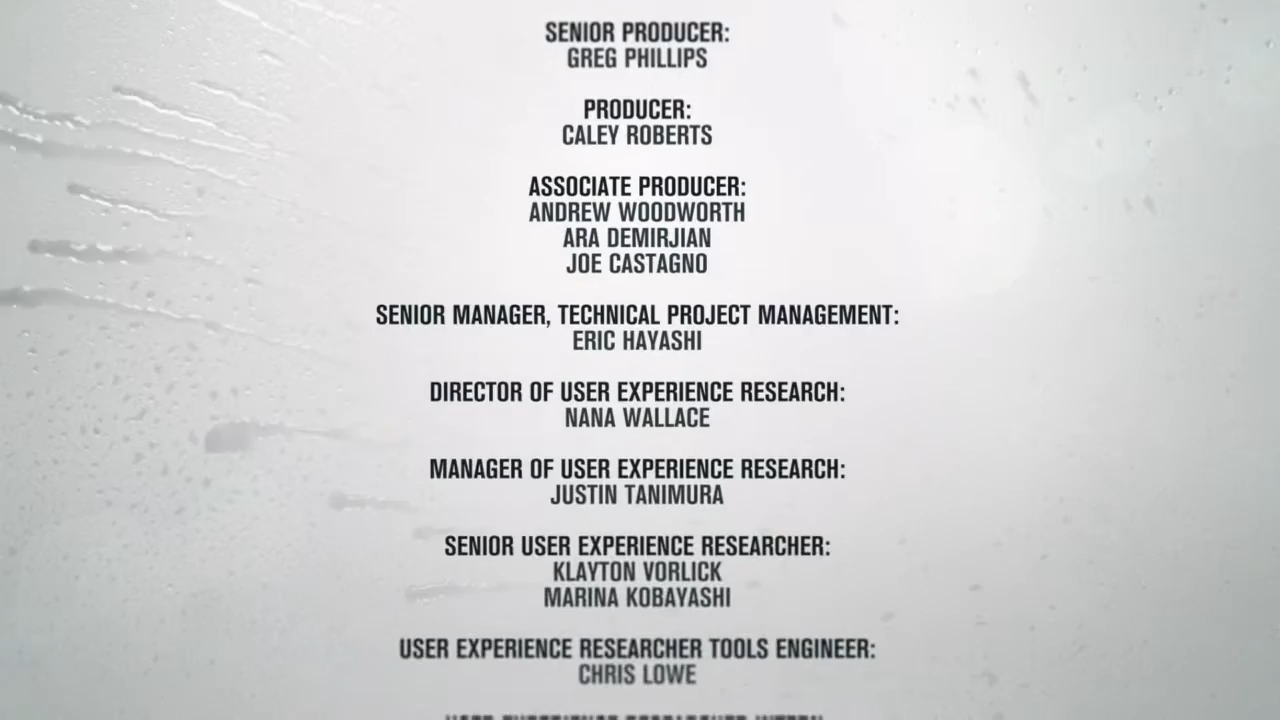 SENIOR PRODUCER:
GREG PHILLIPS
PRODUCER:
CALEY ROBERTS
ASSOCIATE PRODUCER:
ANDREW WOODWORTH
ARA DEMIRJIAN
JOE CASTAGNO
SENIOR MANAGER, TECHNICAL PROJECT MANAGEMENT:
ERIC HAYASHI
DIRECTOR OF USER EXPERIENCE RESEARCH:
NANA WALLACE
MANAGER OF USER EXPERIENCE RESEARCH:
JUSTIN TANIMURA
SENIOR USER EXPERIENCE RESEARCHER:
KLAYTON VORLICK
MARINA KOBAYASHI
USER EXPERIENCE RESEARCHER TOOLS ENGINEER:
CHRIS LOWE